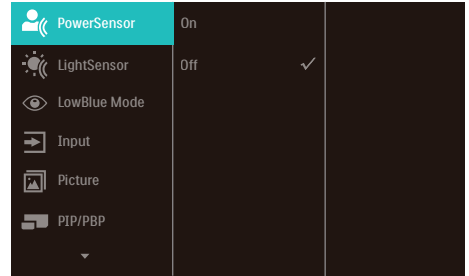 PowerSensor
On
LightSensor
Off
LowBlue Mode
Input
Picture
PIP/PBP